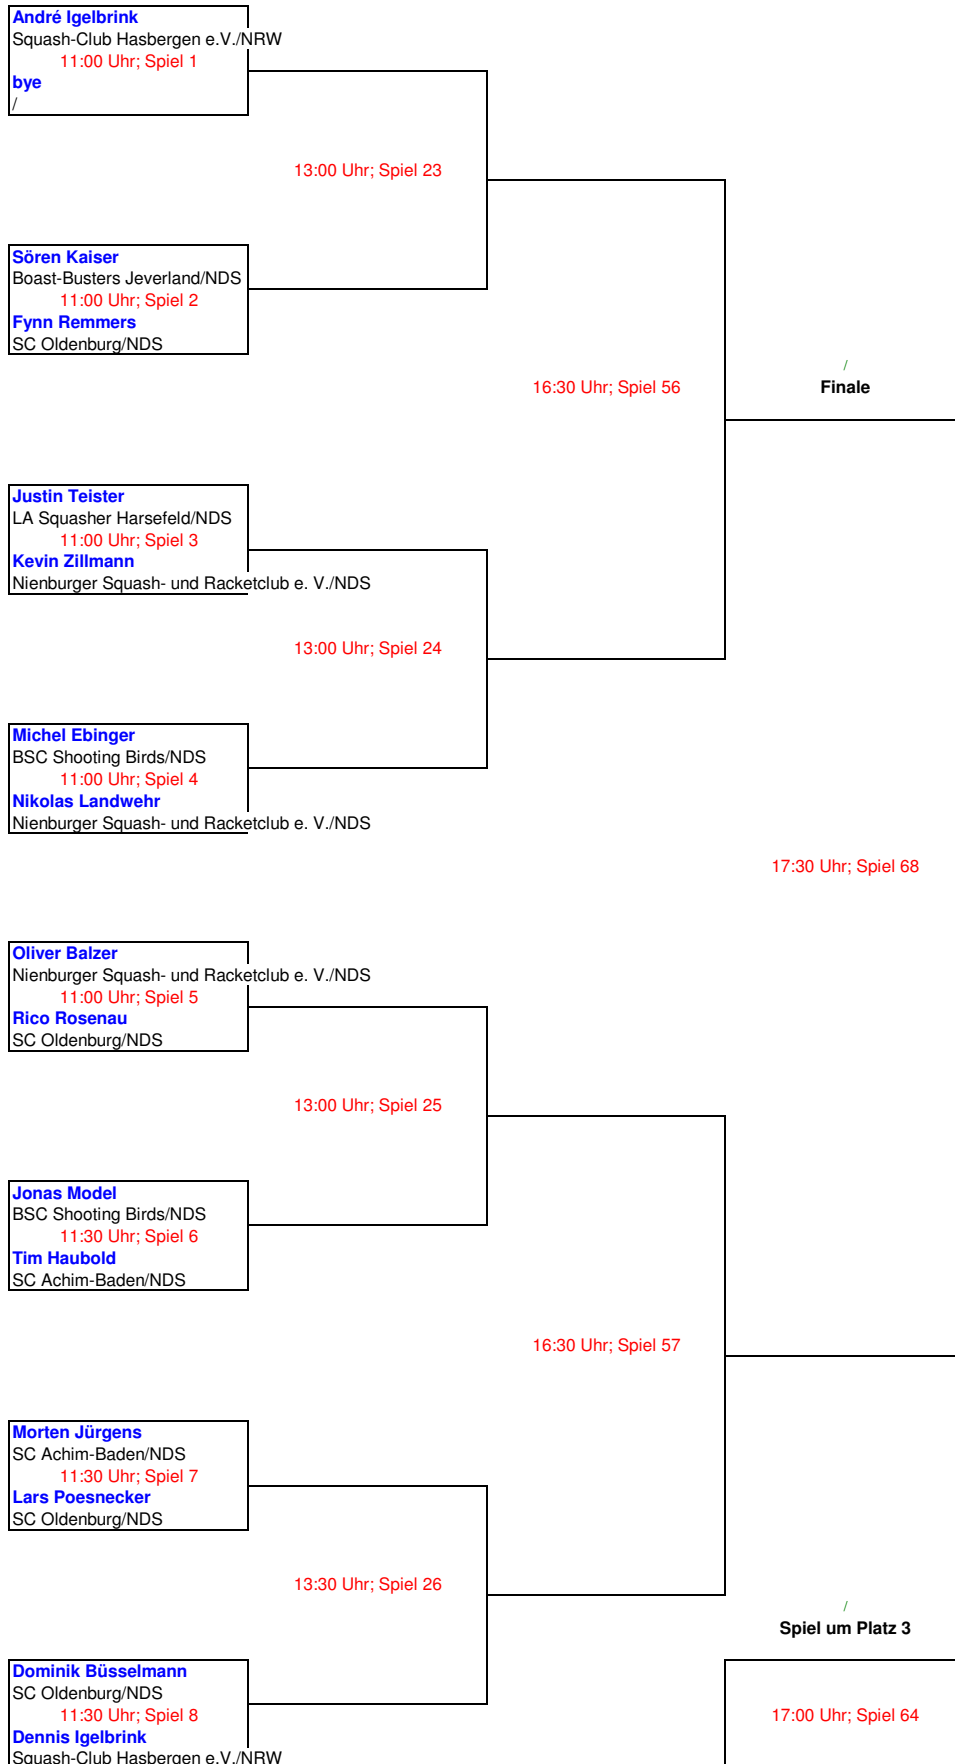 André Igelbrink
Squash-Club Hasbergen e.V./NRW
11:00 Uhr; Spiel 1
bye
/
13:00 Uhr; Spiel 23
Sören Kaiser
Boast-Busters Jeverland/NDS
11:00 Uhr; Spiel 2
Fynn Remmers
SC Oldenburg/NDS
/
16:30 Uhr; Spiel 56
Finale
Justin Teister
LA Squasher Harsefeld/NDS
11:00 Uhr; Spiel 3
Kevin Zillmann
Nienburger Squash- und Racketclub e. V./NDS
13:00 Uhr; Spiel 24
Michel Ebinger
BSC Shooting Birds/NDS
11:00 Uhr; Spiel 4
Nikolas Landwehr
Nienburger Squash- und Racketclub e. V./NDS
17:30 Uhr; Spiel 68
Oliver Balzer
Nienburger Squash- und Racketclub e. V./NDS
11:00 Uhr; Spiel 5
Rico Rosenau
SC Oldenburg/NDS
13:00 Uhr; Spiel 25
Jonas Model
BSC Shooting Birds/NDS
11:30 Uhr; Spiel 6
Tim Haubold
SC Achim-Baden/NDS
16:30 Uhr; Spiel 57
Morten Jürgens
SC Achim-Baden/NDS
11:30 Uhr; Spiel 7
Lars Poesnecker
SC Oldenburg/NDS
13:30 Uhr; Spiel 26
/
Spiel um Platz 3
Dominik Büsselmann
SC Oldenburg/NDS
11:30 Uhr; Spiel 8
17:00 Uhr; Spiel 64
Dennis Igelbrink
Squash-Club Hasbergen e.V./NRW